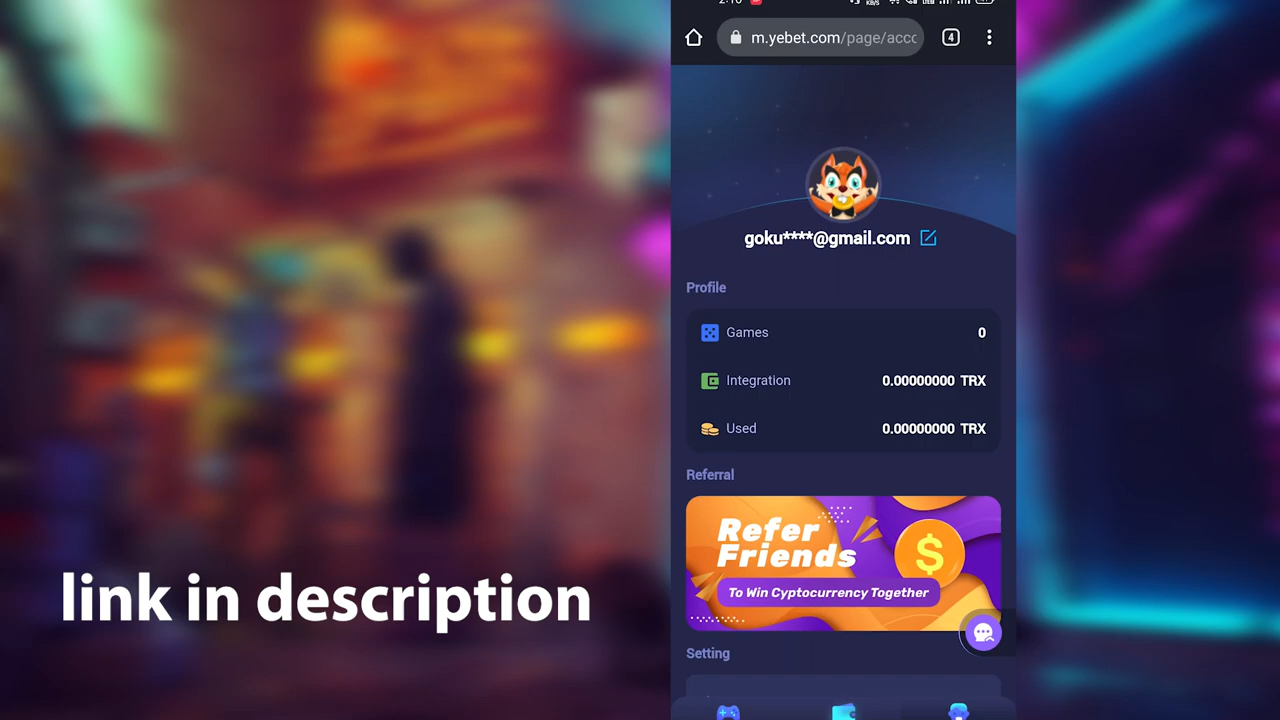 m.yebet.com/page/acco
4
goku****@gmail.com
Profile
Games 0
Integration 0.00000000 TRX
Used 0.00000000 TRX
Referral
Refer
Friends
$
To Win Cyptocurrency Together
Setting
link in description